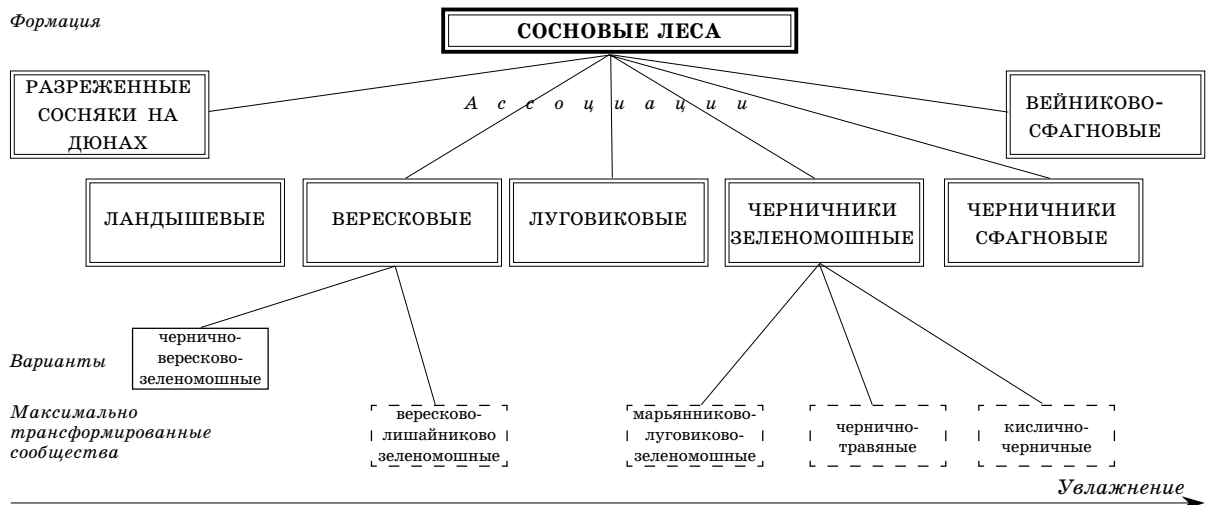 Формация
СОСНОВЫЕ ЛЕСА
РАЗРЕЖЕННЫЕ
СОСНЯКИ НА
ДЮНАХ
Ассоциации
ВЕЙНИКОВО-
СФАГНОВЫЕ
ЛАНДЫШЕВЫЕ
ВЕРЕСКОВЫЕ
ЛУГОВИКОВЫЕ
ЧЕРНИЧНИКИ
ЗЕЛЕНОМОШНЫЕ
ЧЕРНИЧНИКИ
СФАГНОВЫЕ
Варианты
чернично-
вересково-
зеленомошные
Максимально
трансформированные
сообщества
вересково-
лишайниково
зеленомошные
марьянниково-
луговиково-
зеленомошные
чернично-
травяные
кислично-
черничные
Увлажнение